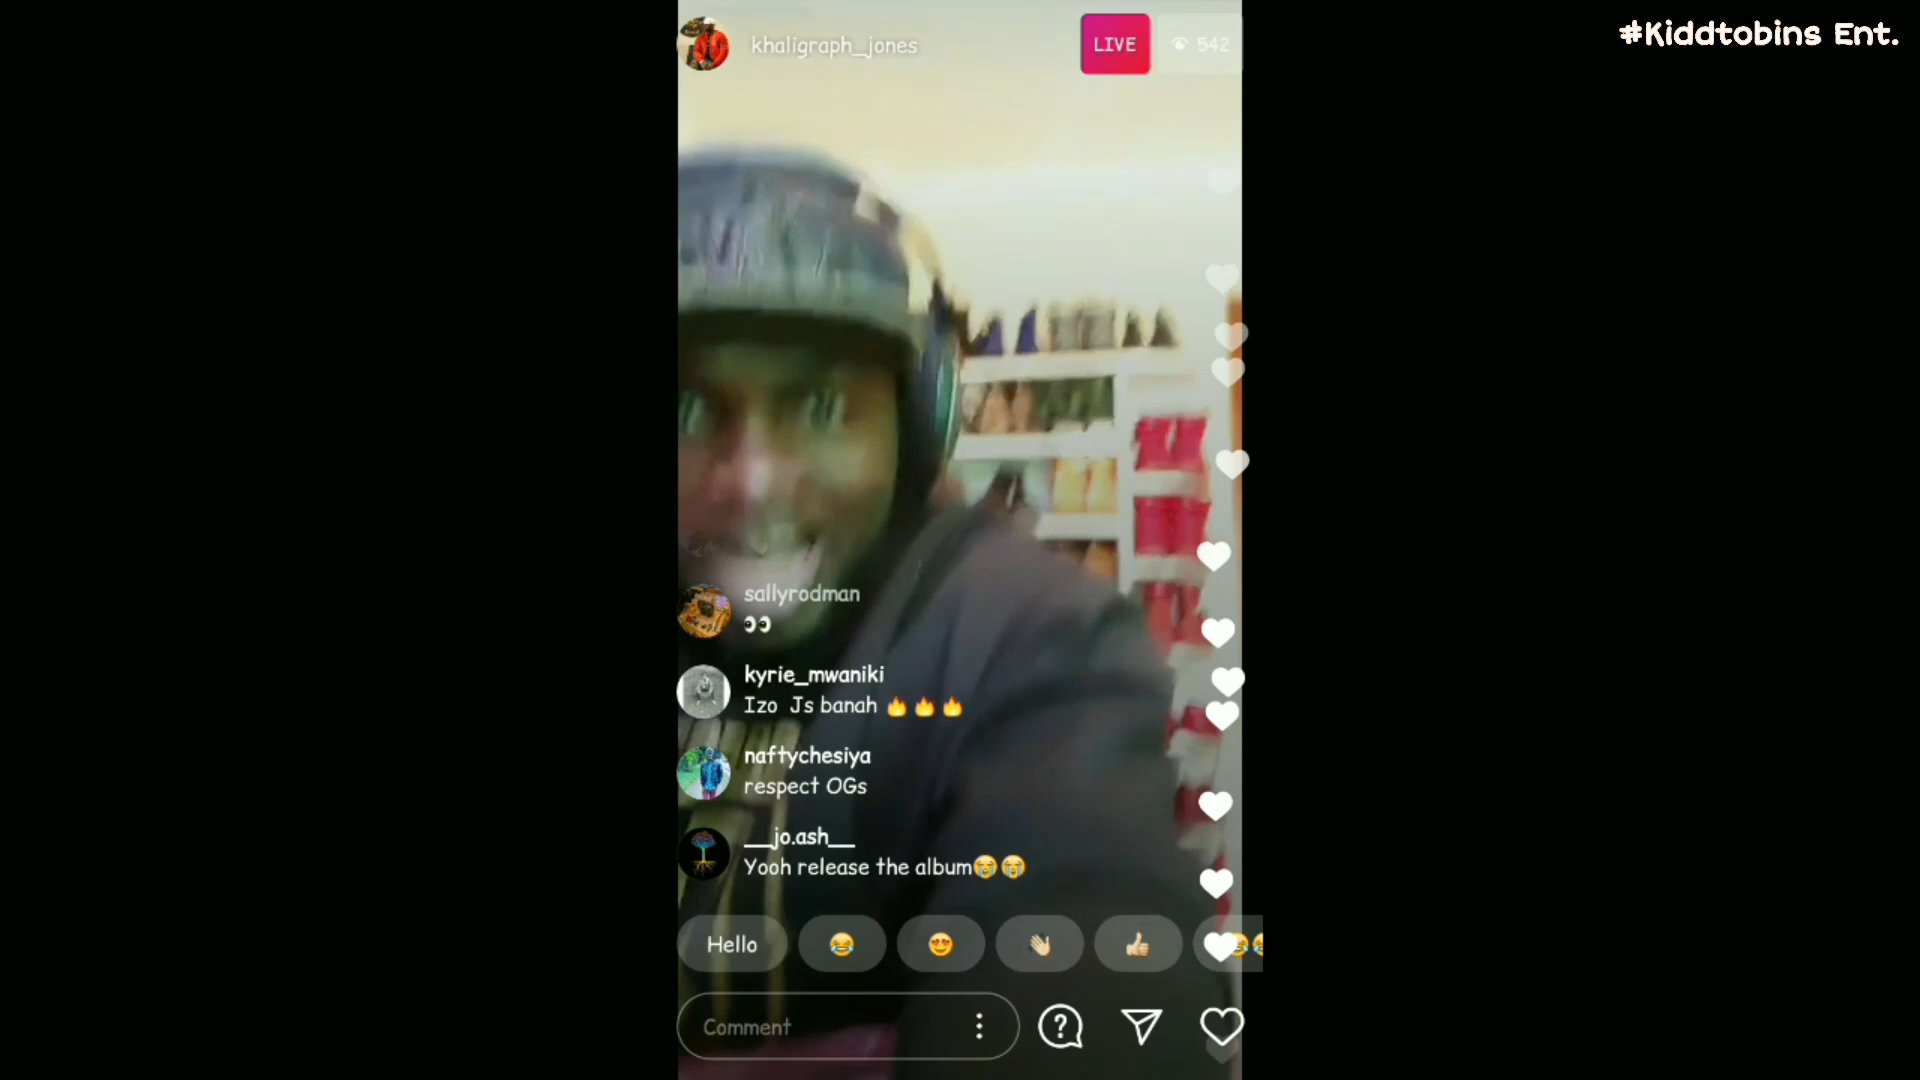 #Kiddtobins Ent.
khaligraph_jones
LIVE
542
sallyrodman
👀
kyrie_mwaniki
Izo Js banah 🔥🔥🔥
naftychesiya
respect OGs
__jo.ash__
Yooh release the album😭😭
Hello
Comment